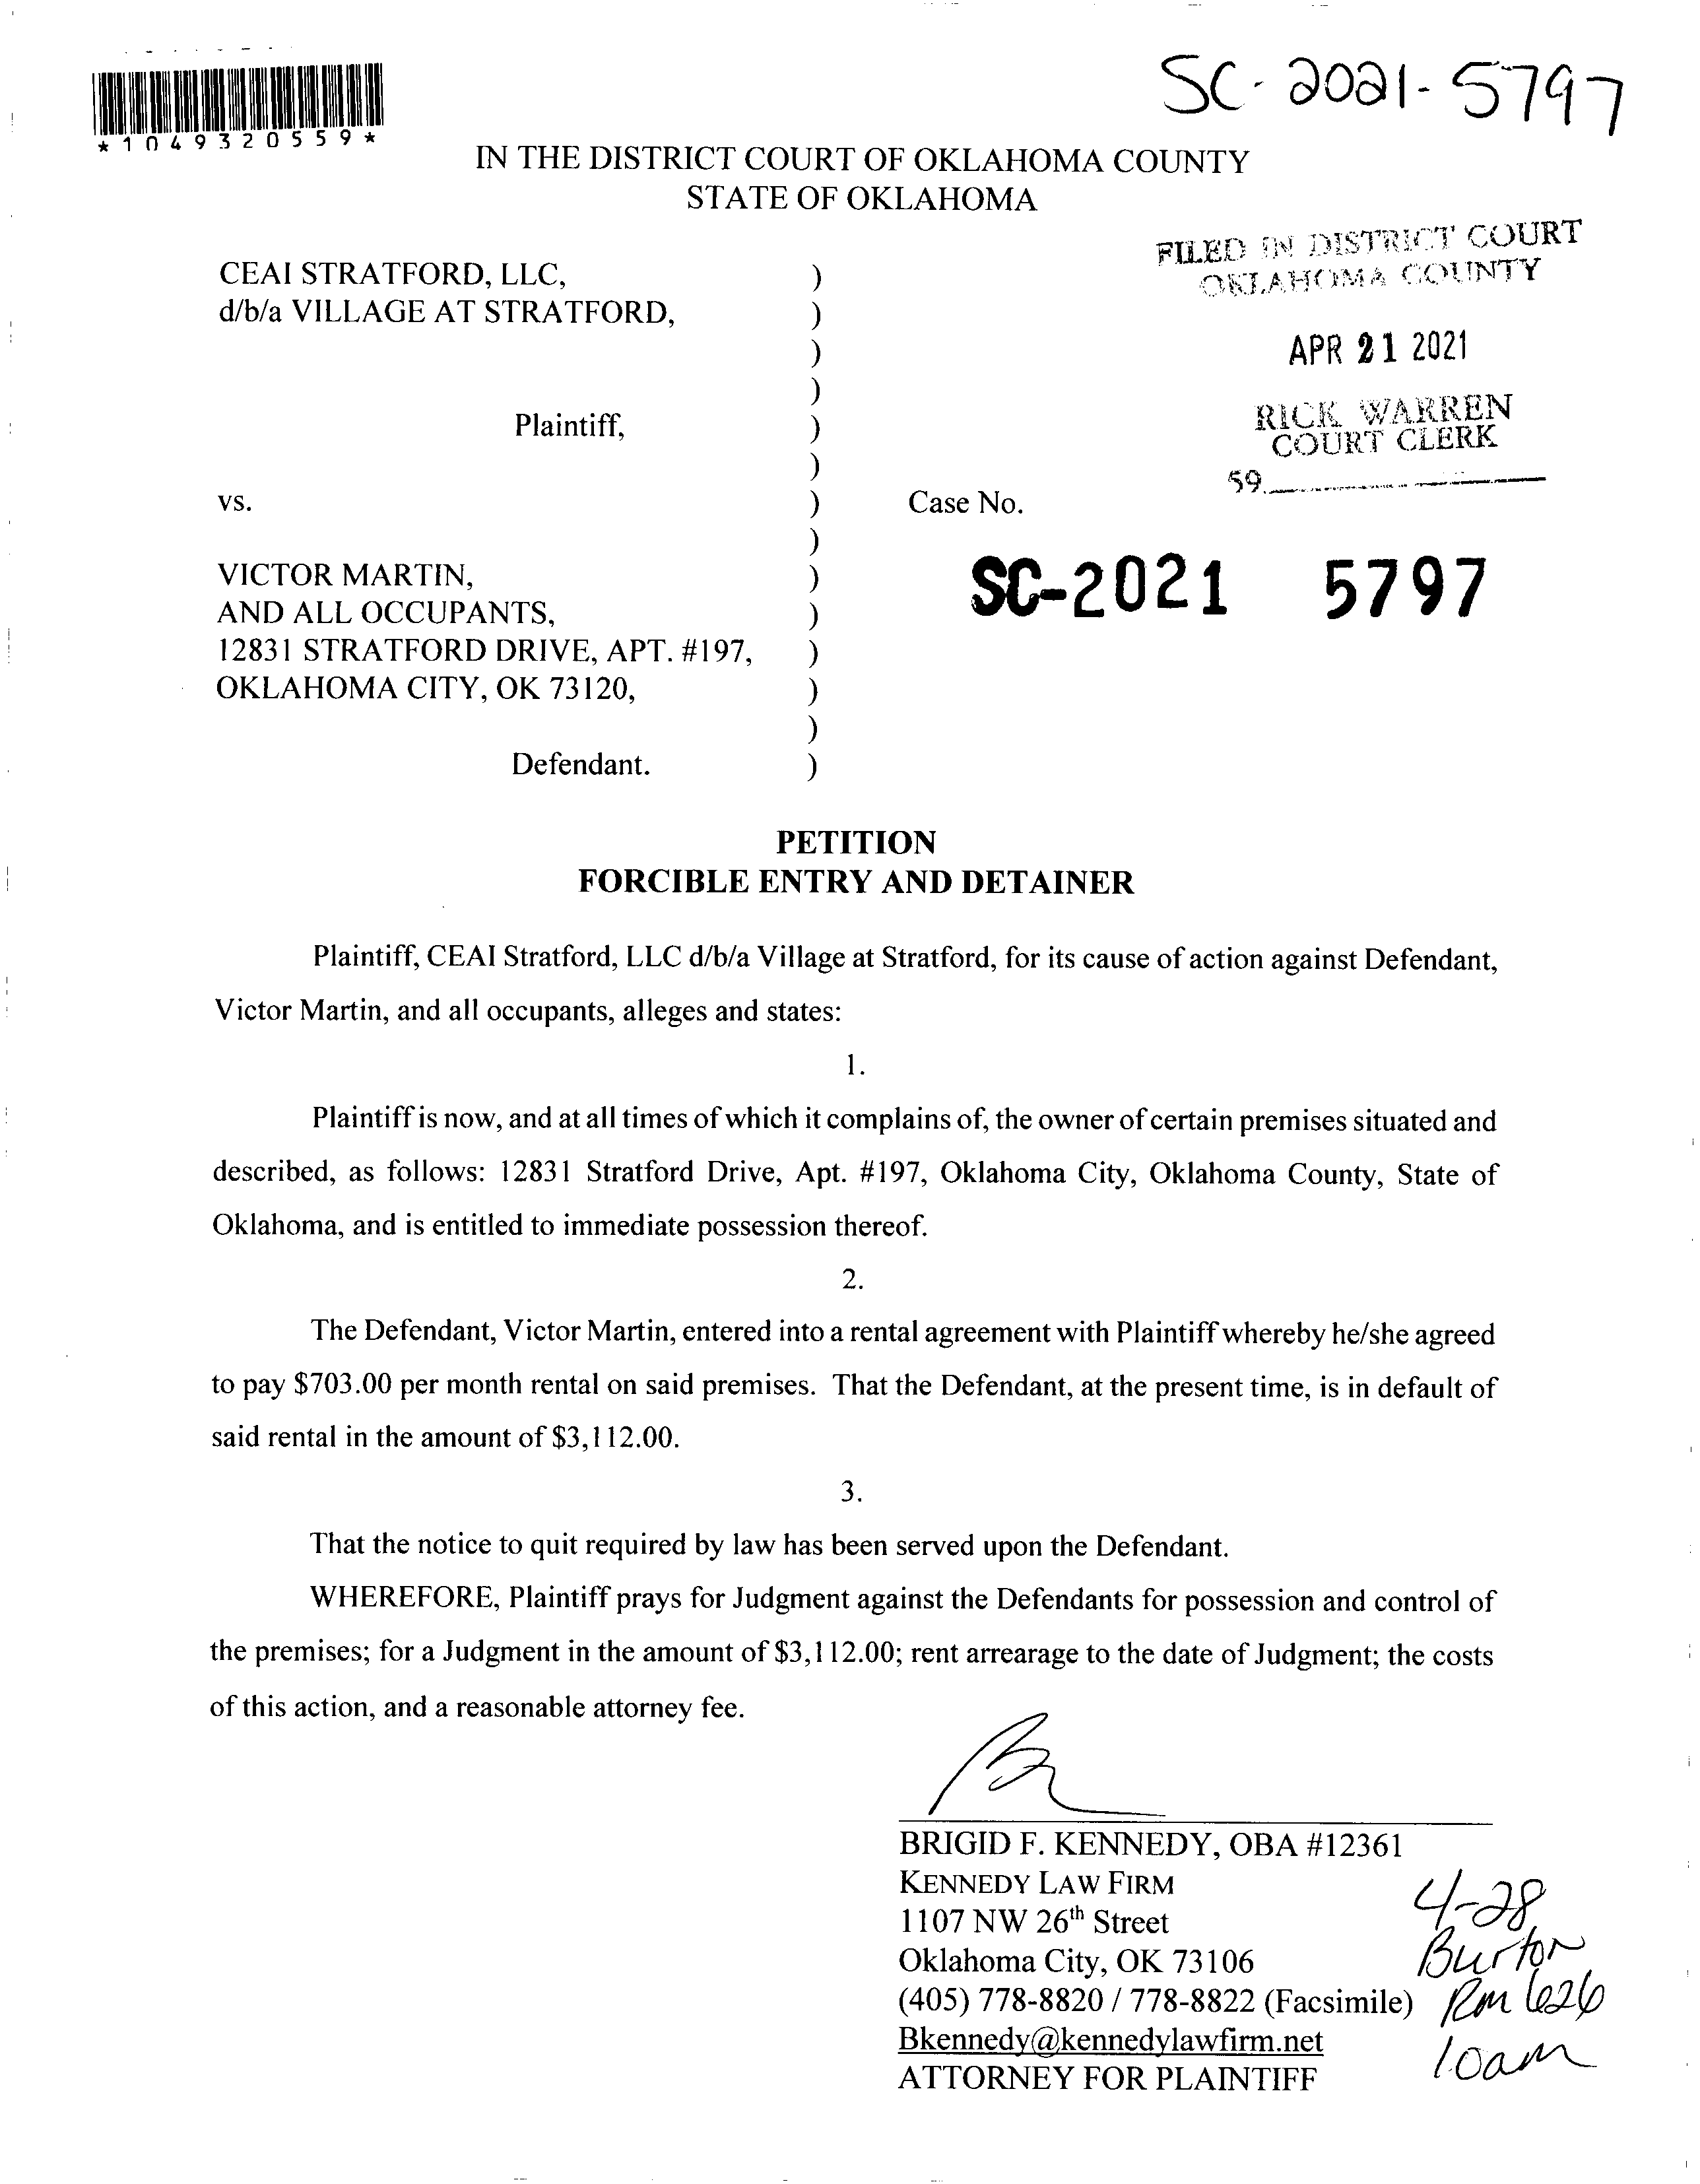 SC-2021-5797
*1049320559*
IN THE DISTRICT COURT OF OKLAHOMA COUNTY
STATE OF OKLAHOMA
FILED IN DISTRICT COURT
OKLAHOMA COUNTY
APR 21 2021
RICK WARREN
COURT CLERK
59
CEAI STRATFORD, LLC, )
d/b/a VILLAGE AT STRATFORD, )
)
)
Plaintiff, )
)
vs. ) Case No.
)
VICTOR MARTIN, ) SC-2021 5797
AND ALL OCCUPANTS, )
12831 STRATFORD DRIVE, APT. #197, )
OKLAHOMA CITY, OK 73120, )
)
Defendant. )
PETITION
FORCIBLE ENTRY AND DETAINER
Plaintiff, CEAI Stratford, LLC d/b/a Village at Stratford, for its cause of action against Defendant,
Victor Martin, and all occupants, alleges and states:
1.
Plaintiff is now, and at all times of which it complains of, the owner of certain premises situated and
described, as follows: 12831 Stratford Drive, Apt. #197, Oklahoma City, Oklahoma County, State of
Oklahoma, and is entitled to immediate possession thereof.
2.
The Defendant, Victor Martin, entered into a rental agreement with Plaintiff whereby he/she agreed
to pay $703.00 per month rental on said premises. That the Defendant, at the present time, is in default of
said rental in the amount of $3,112.00.
3.
That the notice to quit required by law has been served upon the Defendant.
WHEREFORE, Plaintiff prays for Judgment against the Defendants for possession and control of
the premises; for a Judgment in the amount of $3,112.00; rent arrearage to the date of Judgment; the costs
of this action, and a reasonable attorney fee.
BRIGID F. KENNEDY, OBA #12361
KENNEDY LAW FIRM
1107 NW 26th Street
Oklahoma City, OK 73106
(405) 778-8820 / 778-8822 (Facsimile)
Bkennedy@kennedylawfirm.net
ATTORNEY FOR PLAINTIFF
4-28
Burton
Rm 626
10am